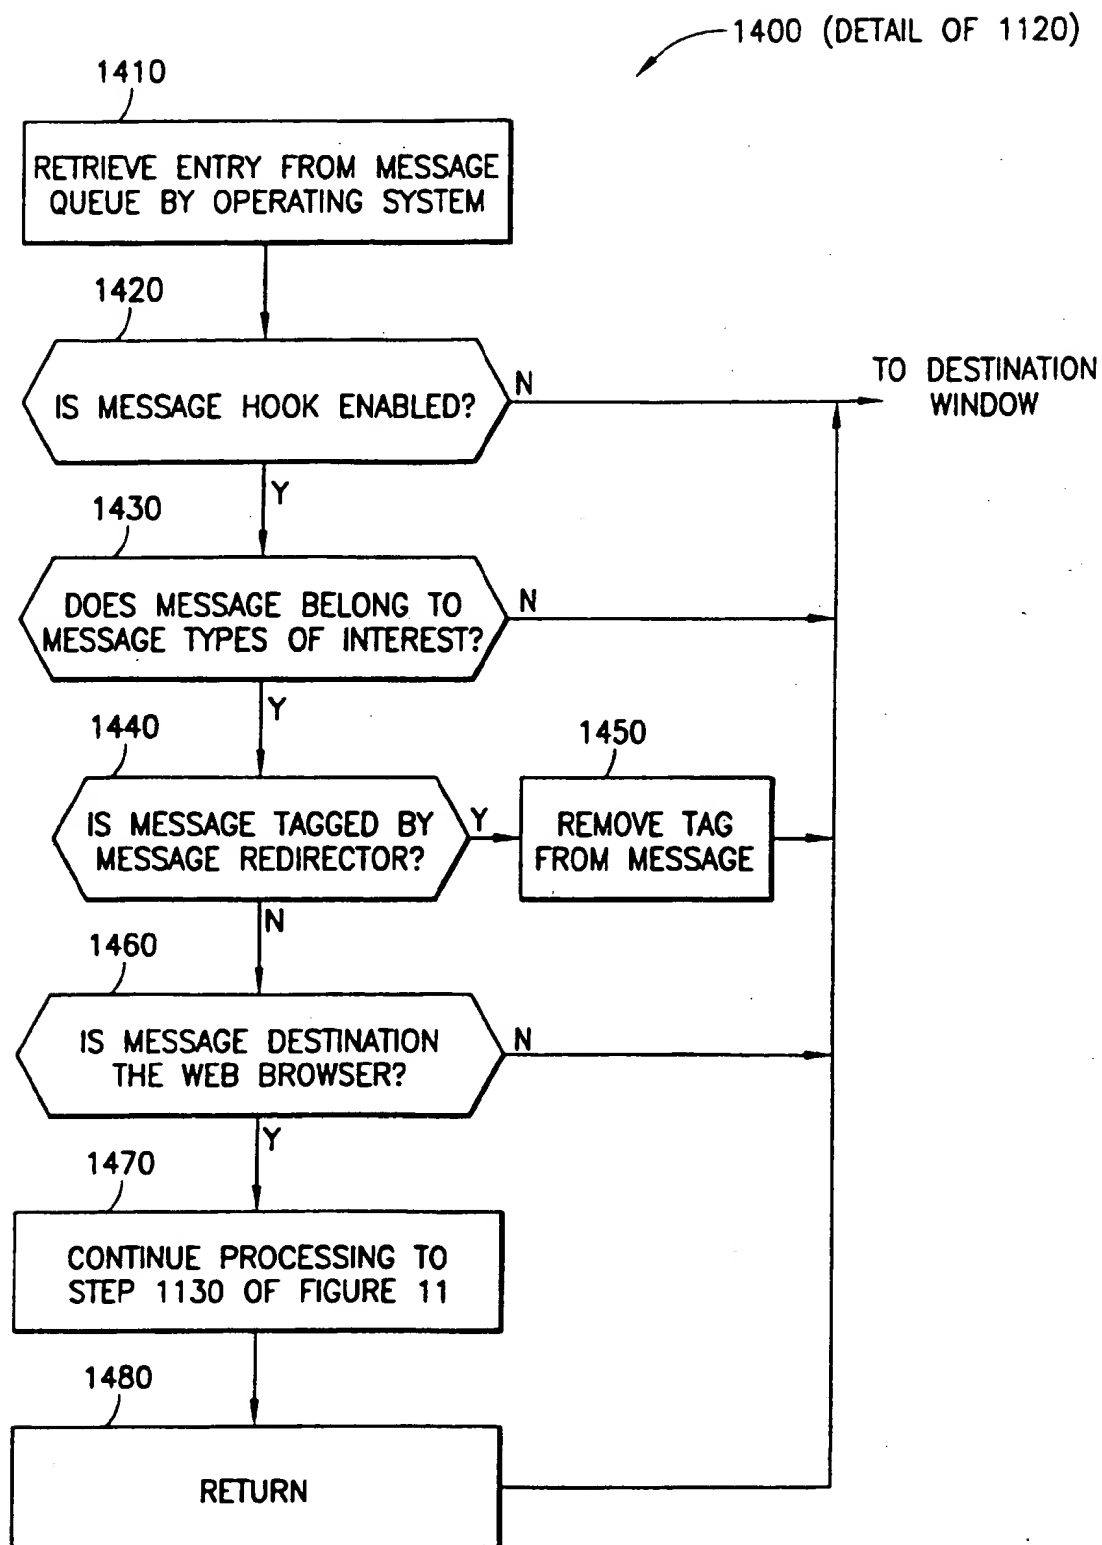 1400 (DETAIL OF 1120)
1410
RETRIEVE ENTRY FROM MESSAGE
QUEUE BY OPERATING SYSTEM
1420
IS MESSAGE HOOK ENABLED?
N
TO DESTINATION
WINDOW
Y
1430
DOES MESSAGE BELONG TO
MESSAGE TYPES OF INTEREST?
N
Y
1440
IS MESSAGE TAGGED BY
MESSAGE REDIRECTOR?
Y
1450
REMOVE TAG
FROM MESSAGE
N
1460
IS MESSAGE DESTINATION
THE WEB BROWSER?
N
Y
1470
CONTINUE PROCESSING TO
STEP 1130 OF FIGURE 11
1480
RETURN